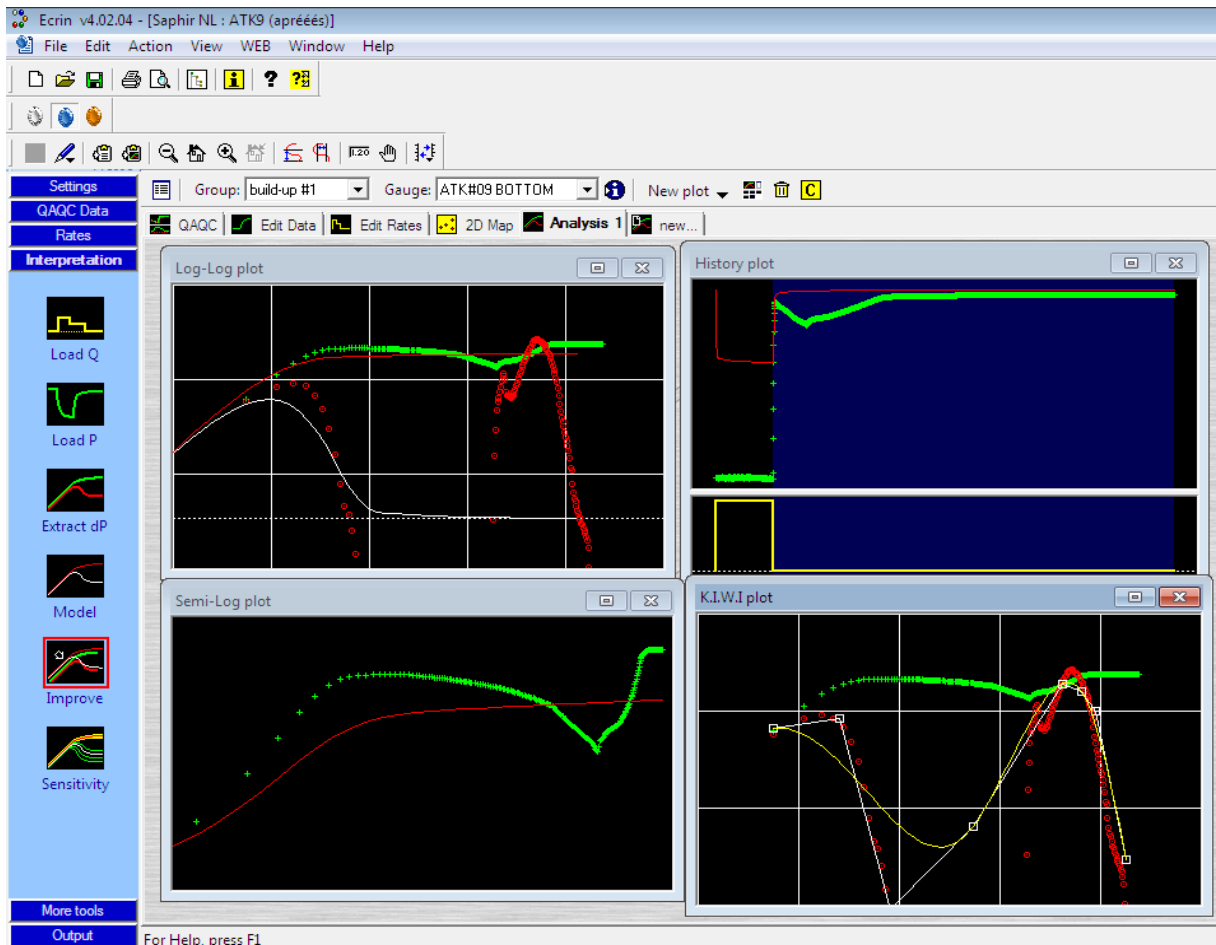 Ecrin v4.02.04 - [Saphir NL : ATK9 (aprééés)]
File Edit Action View WEB Window Help
Settings
Group: build-up #1 Gauge: ATK#09 BOTTOM New plot C
QAQC Data
QAQC Edit Data Edit Rates 2D Map Analysis 1 new...
Rates
Interpretation
Log-Log plot
History plot
Load Q
Load P
Extract dP
Model
Semi-Log plot
K.I.W.I plot
Improve
Sensitivity
More tools
Output
For Help, press F1